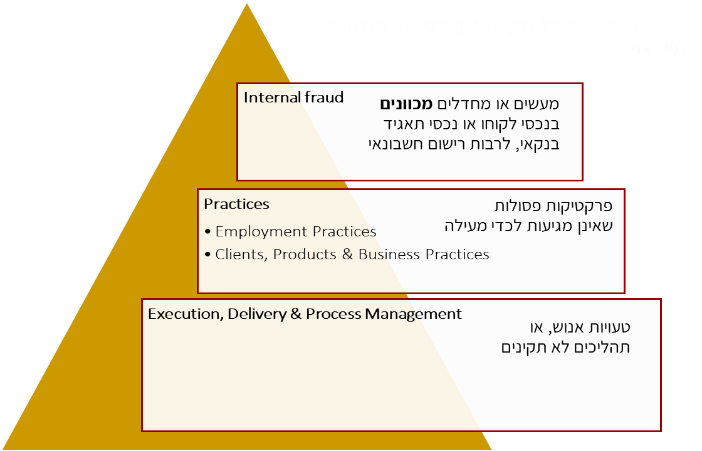 Internal fraud
מעשים או מחדלים מכוונים
בנכסי לקוחו או נכסי תאגיד
בנקאי, לרבות רישום חשבונאי
Practices
• Employment Practices
• Clients, Products & Business Practices
פרקטיקות פסולות
שאינן מגיעות לכדי מעילה
Execution, Delivery & Process Management
טעויות אנוש, או
תהליכים לא תקינים